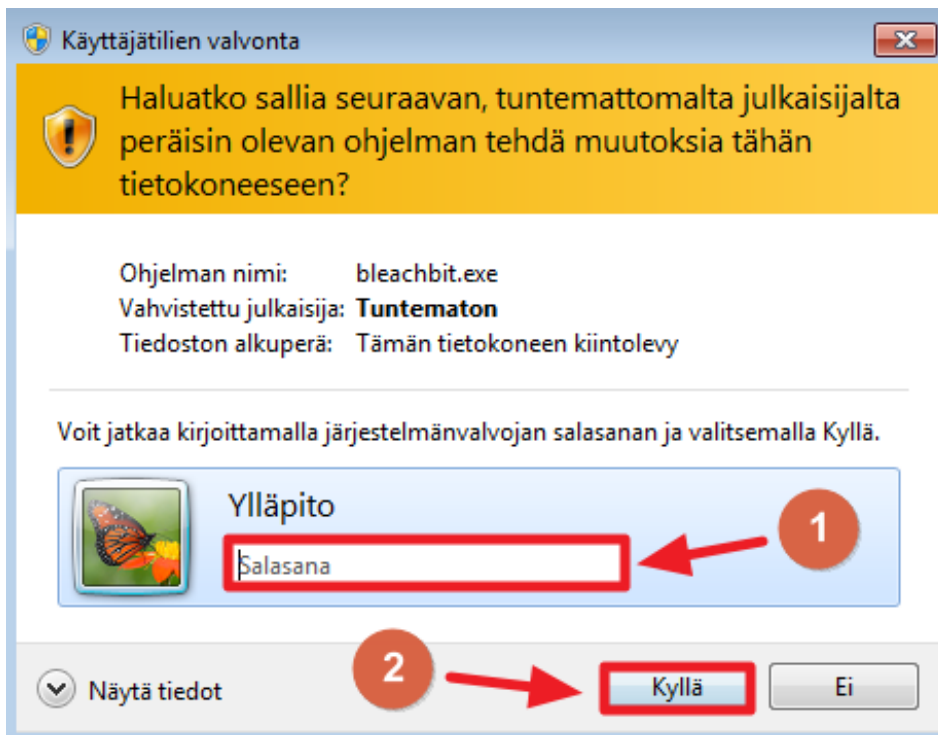 Käyttäjätilien valvonta
Haluatko sallia seuraavan, tuntemattomalta julkaisijalta
peräisin olevan ohjelman tehdä muutoksia tähän
tietokoneeseen?
Ohjelman nimi: bleachbit.exe
Vahvistettu julkaisija: Tuntematon
Tiedoston alkuperä: Tämän tietokoneen kiintolevy
Voit jatkaa kirjoittamalla järjestelmänvalvojan salasanan ja valitsemalla Kyllä.
Ylläpito
1
Salasana
2
Näytä tiedot
Kyllä
Ei